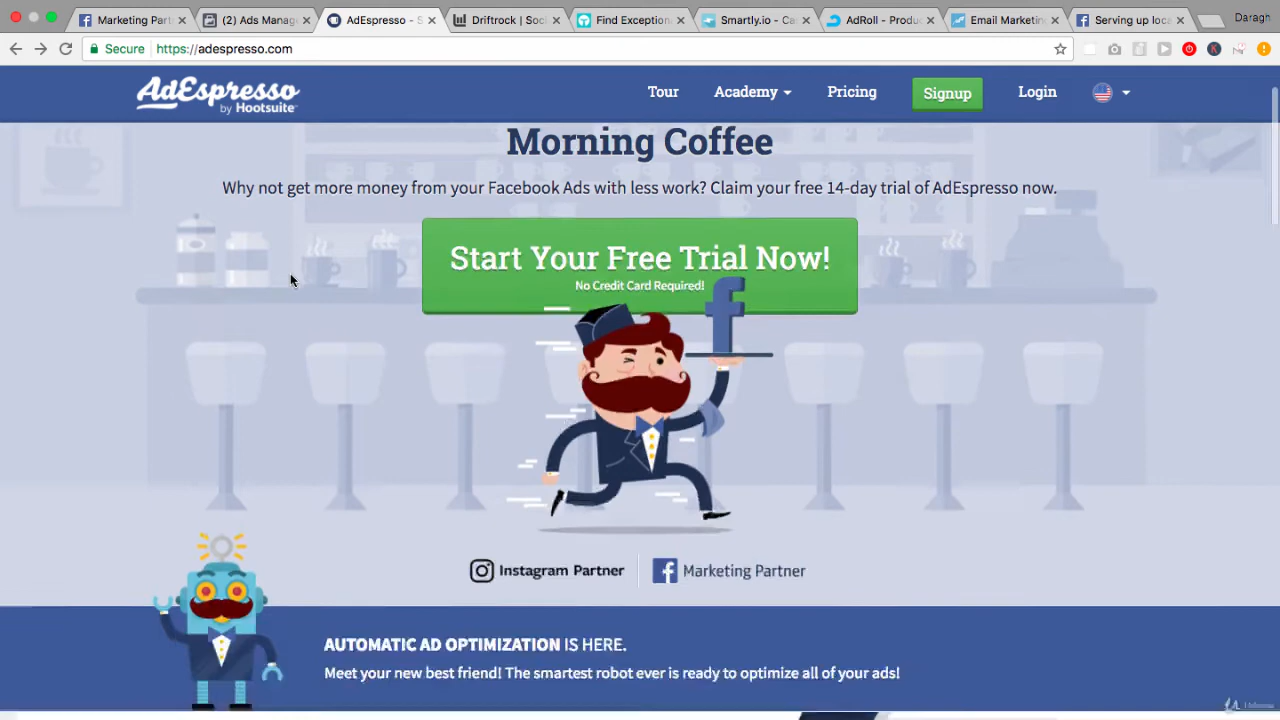 Marketing Part
(2) Ads Manag
AdEspresso - S
Driftrock | Soci
Find Exception
Smartly.io - Ca
AdRoll - Produc
Email Marketin
Serving up loca
Daragh
Secure
https://adespresso.com
AdEspresso
by Hootsuite
Tour
Academy
Pricing
Signup
Login
Morning Coffee
Why not get more money from your Facebook Ads with less work? Claim your free 14-day trial of AdEspresso now.
Start Your Free Trial Now!
No Credit Card Required!
f
Instagram Partner
f Marketing Partner
AUTOMATIC AD OPTIMIZATION IS HERE.
Meet your new best friend! The smartest robot ever is ready to optimize all of your ads!